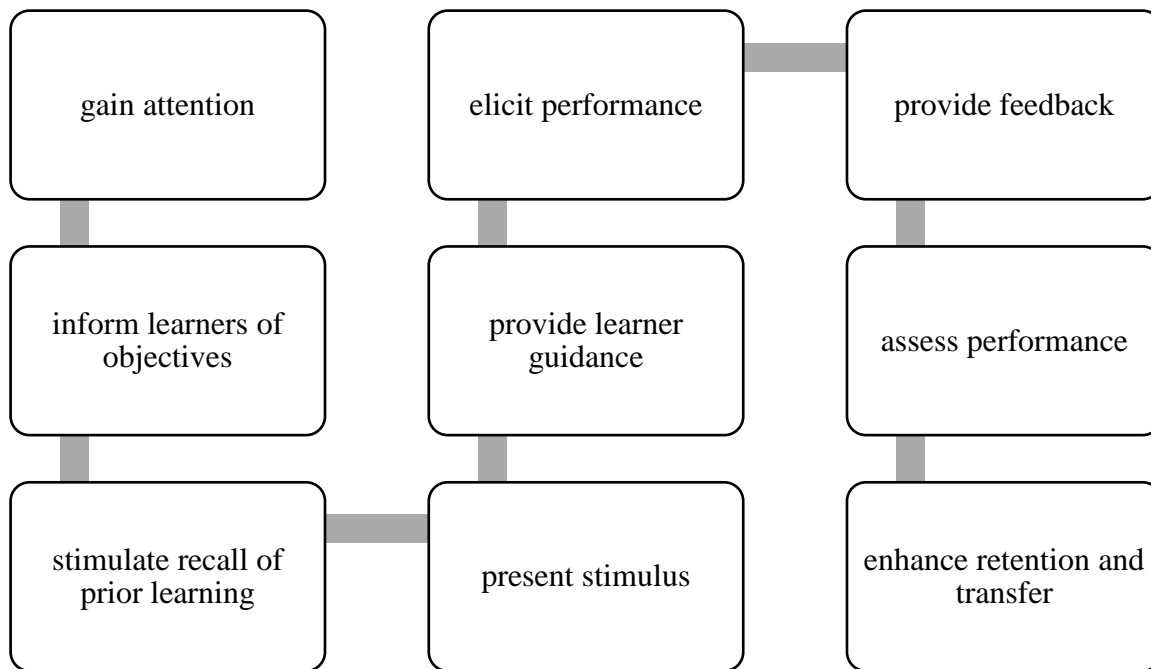 gain attention
inform learners of
objectives
stimulate recall of
prior learning
present stimulus
provide learner
guidance
elicit performance
provide feedback
assess performance
enhance retention and
transfer